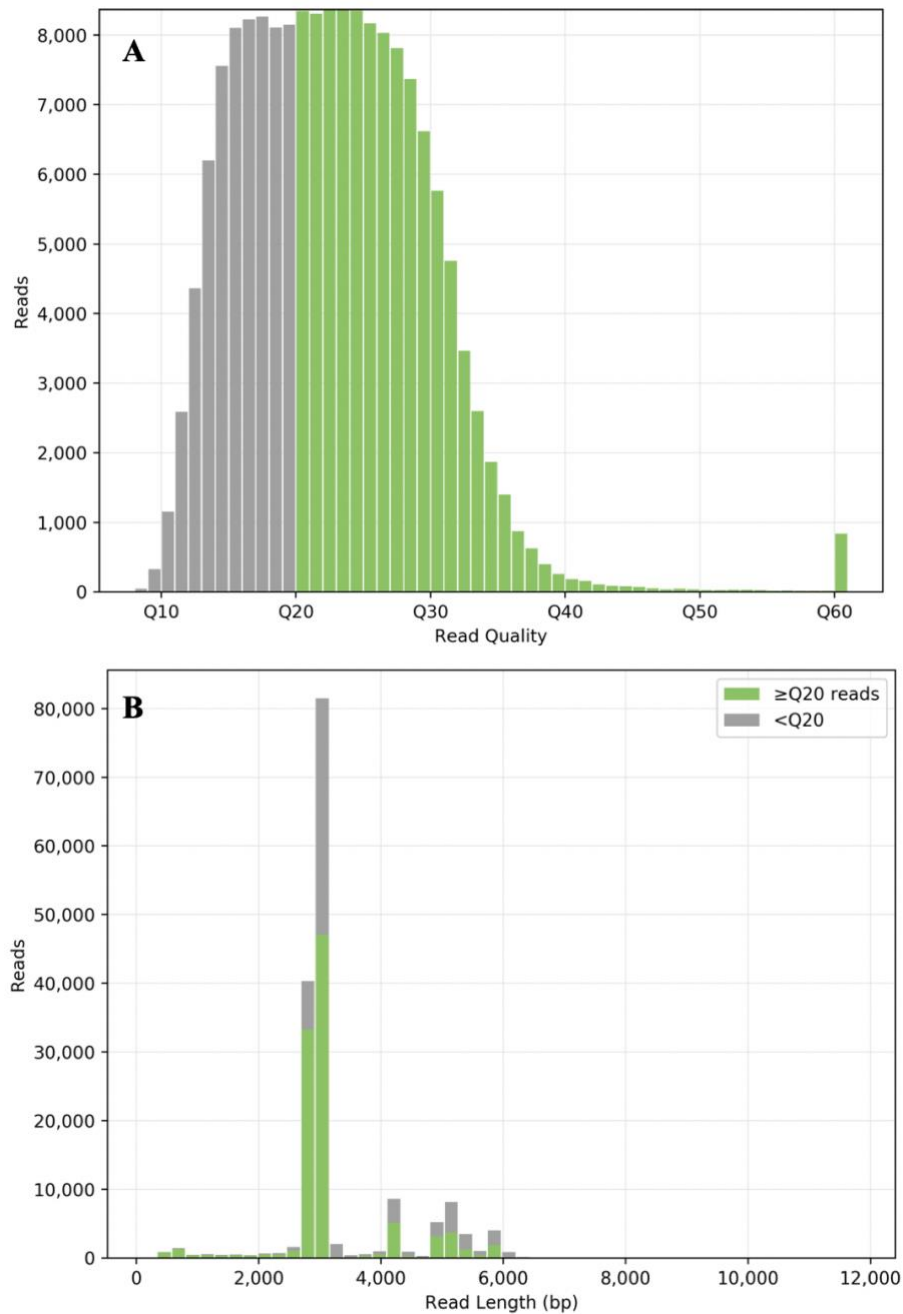 A
8,000
7,000
6,000
5,000
4,000
3,000
2,000
1,000
0
Reads
Q10 Q20 Q30 Q40 Q50 Q60
Read Quality
B
≥Q20 reads
<Q20
80,000
70,000
60,000
50,000
40,000
30,000
20,000
10,000
0
Reads
0 2,000 4,000 6,000 8,000 10,000 12,000
Read Length (bp)